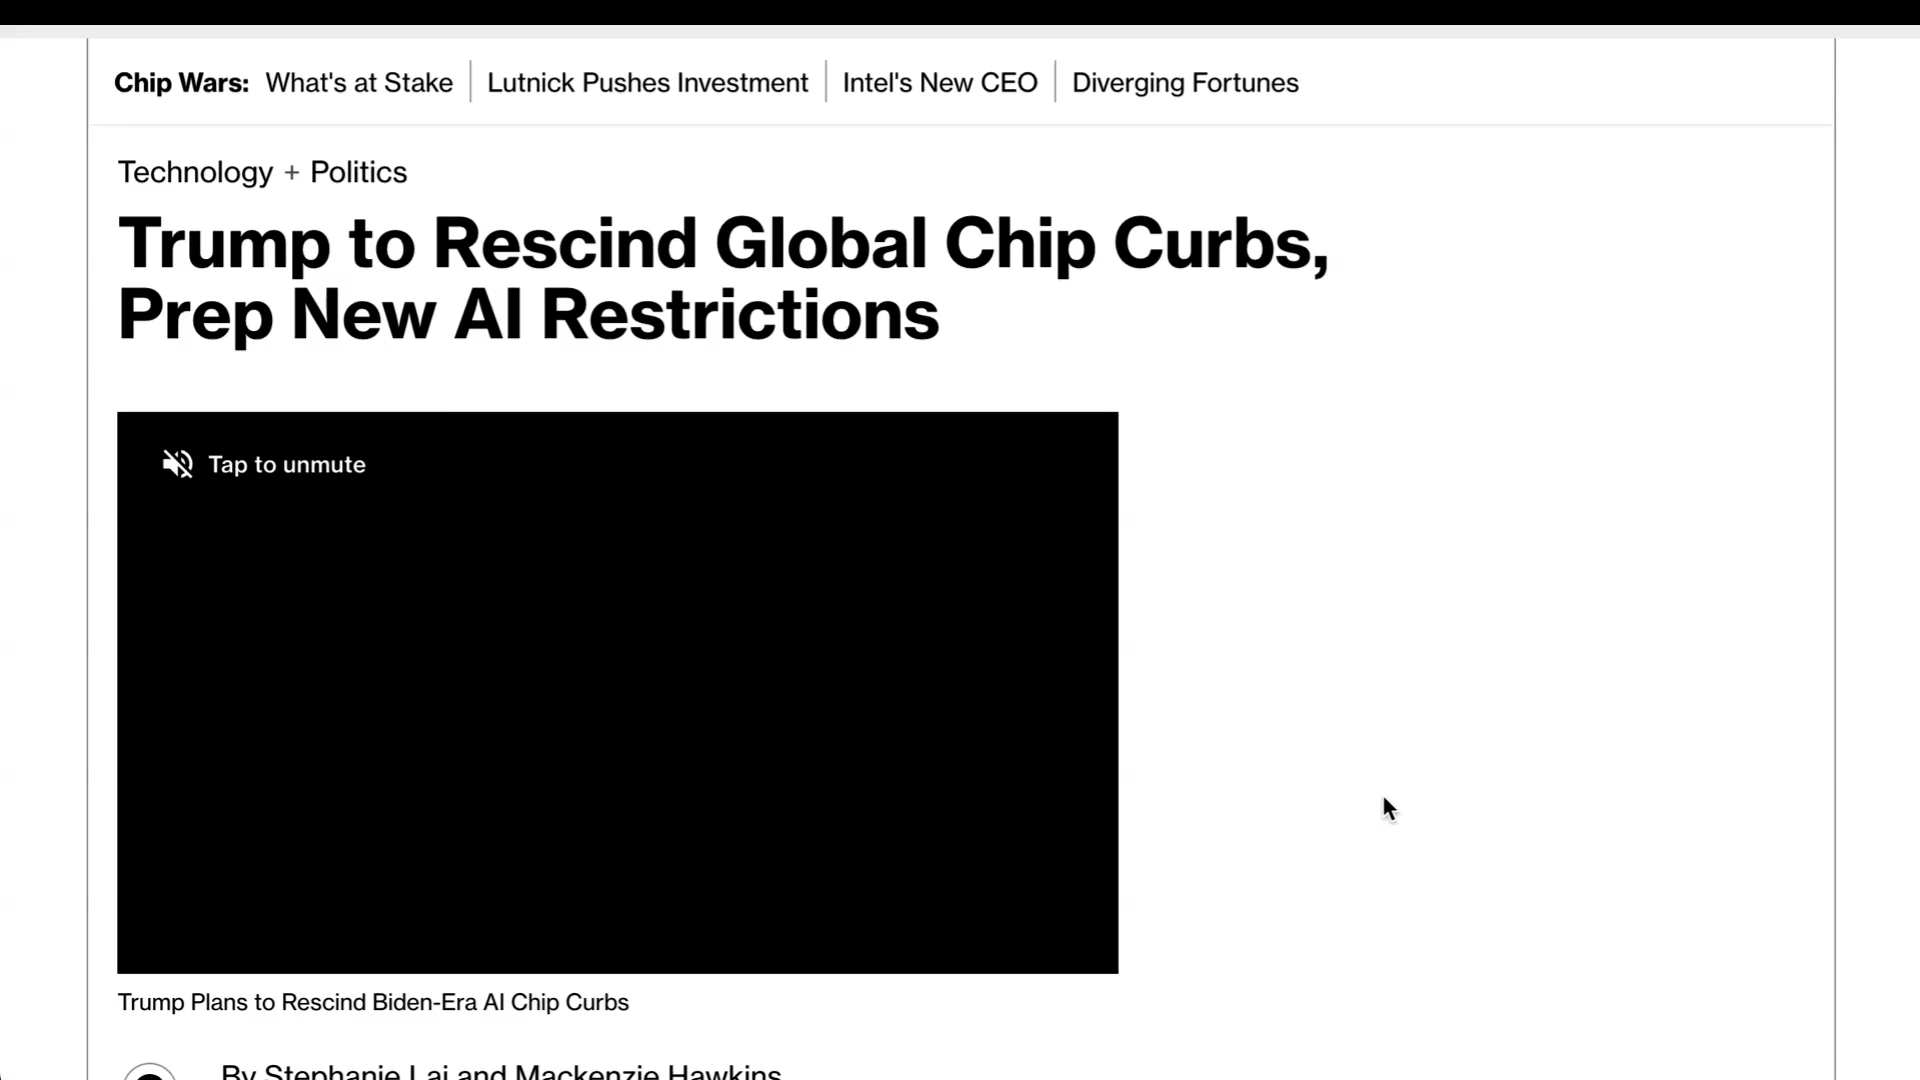 Chip Wars: What's at Stake Lutnick Pushes Investment Intel's New CEO Diverging Fortunes
Technology + Politics
Trump to Rescind Global Chip Curbs,
Prep New AI Restrictions
Tap to unmute
Trump Plans to Rescind Biden-Era AI Chip Curbs
By Stephanie Lai and Mackenzie Hawkins